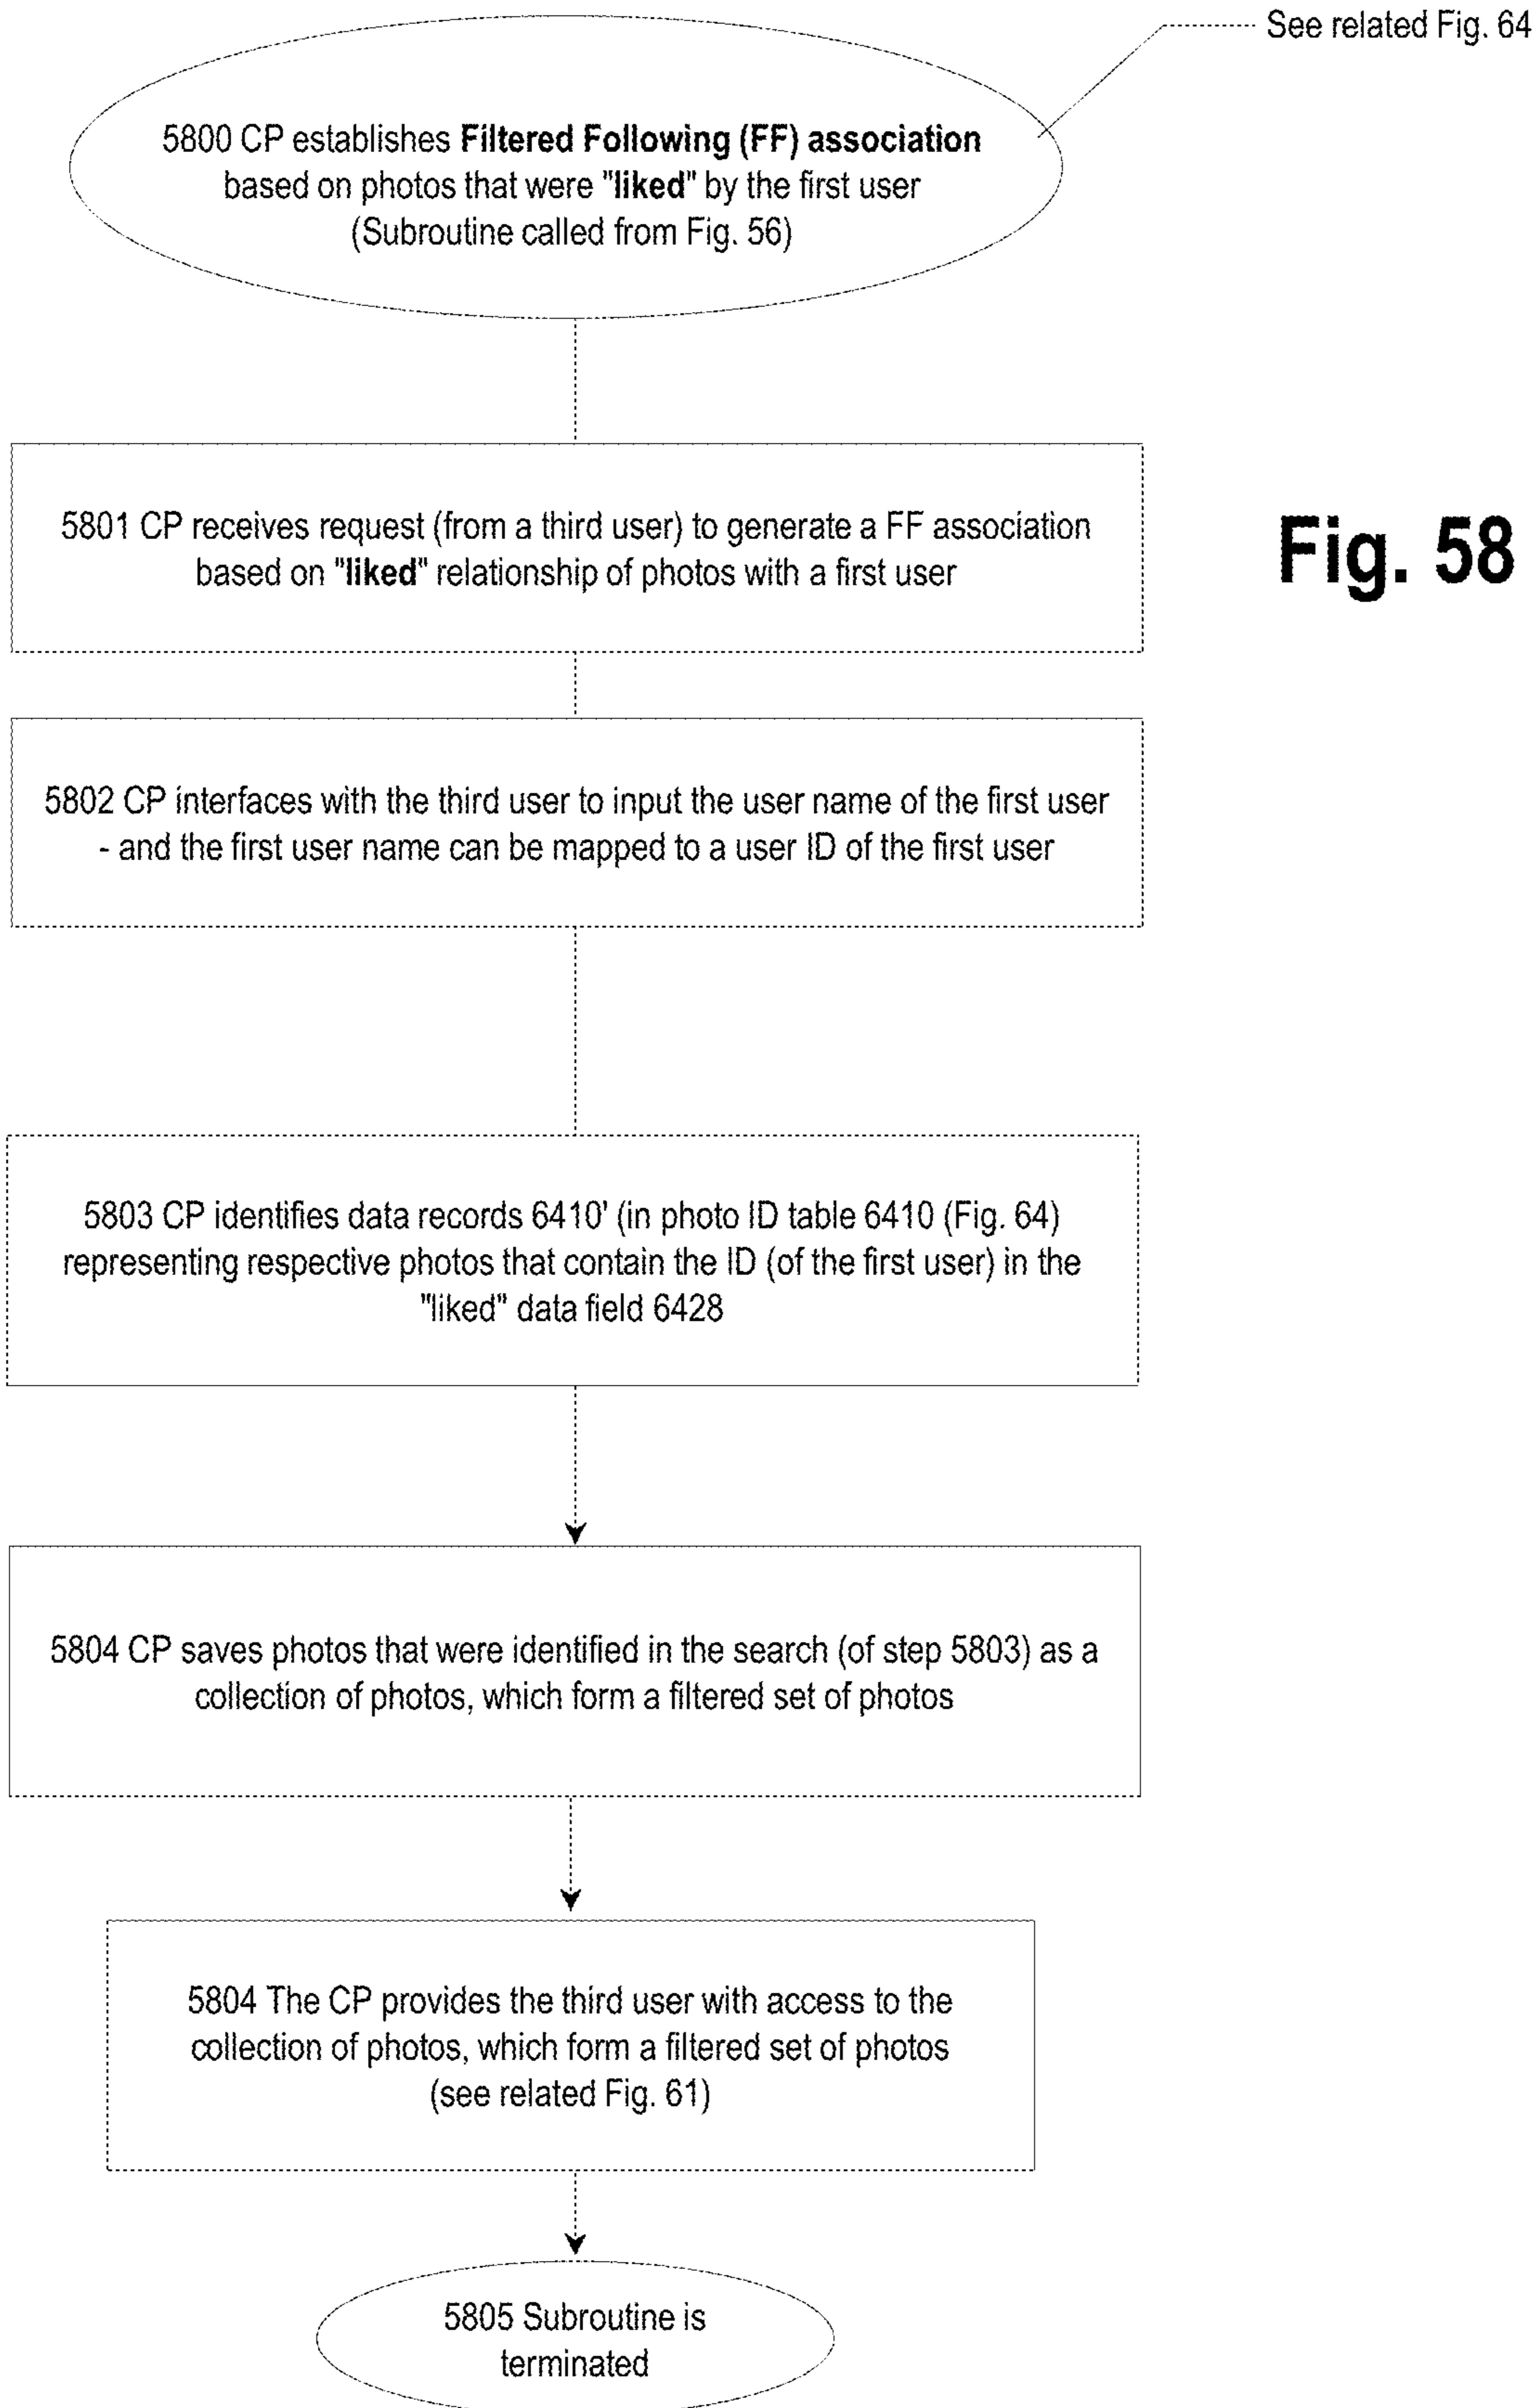 See related Fig. 64
5800 CP establishes Filtered Following (FF) association
based on photos that were "liked" by the first user
(Subroutine called from Fig. 56)
5801 CP receives request (from a third user) to generate a FF association
based on "liked" relationship of photos with a first user
Fig. 58
5802 CP interfaces with the third user to input the user name of the first user
- and the first user name can be mapped to a user ID of the first user
5803 CP identifies data records 6410' (in photo ID table 6410 (Fig. 64)
representing respective photos that contain the ID (of the first user) in the
"liked" data field 6428
5804 CP saves photos that were identified in the search (of step 5803) as a
collection of photos, which form a filtered set of photos
5804 The CP provides the third user with access to the
collection of photos, which form a filtered set of photos
(see related Fig. 61)
5805 Subroutine is
terminated